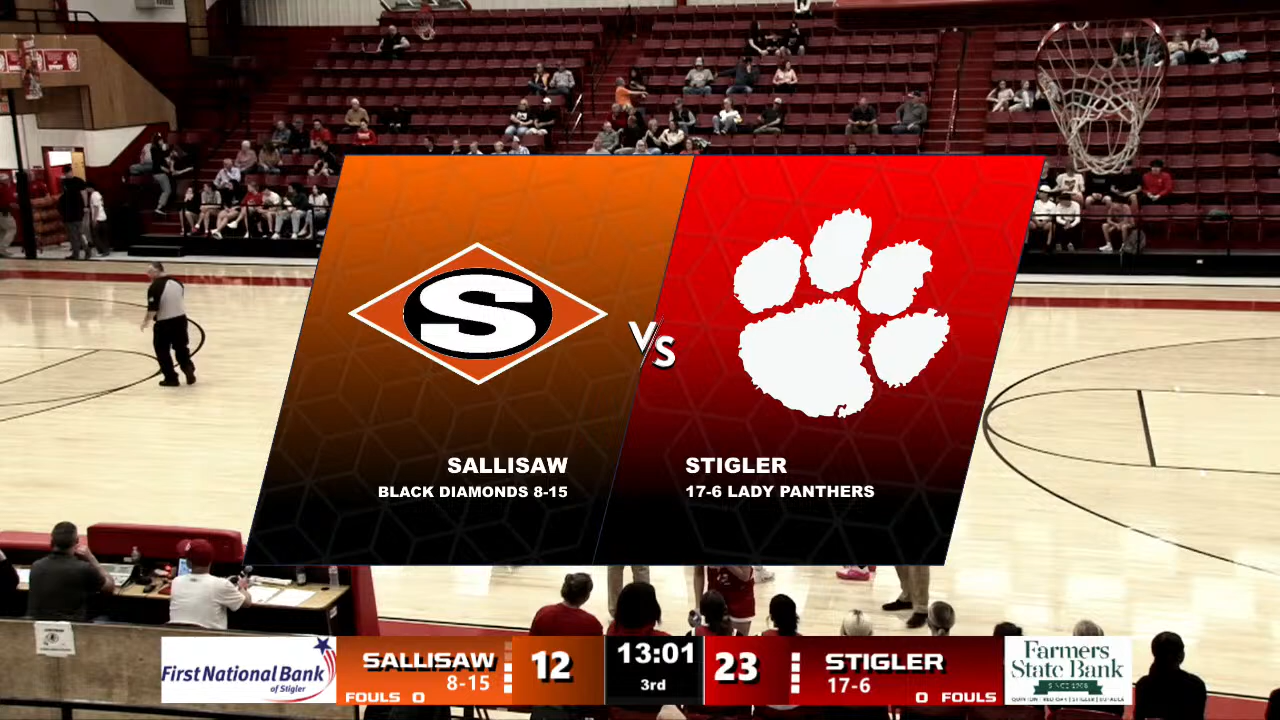 S
VS
SALLISAW
BLACK DIAMONDS 8-15
STIGLER
17-6 LADY PANTHERS
First National Bank
of Stigler
SALLISAW
8-15
FOULS 0
12
13:01
3rd
23
STIGLER
17-6
0 FOULS
Farmers
State Bank